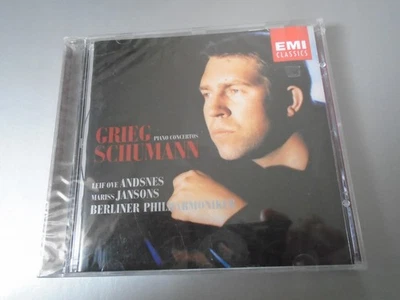 EMI
CLASSICS
GRIEG PIANO CONCERTOS
SCHUMANN
LEIF OVE ANDSNES
MARISS JANSONS
BERLINER PHILHARMONIKER